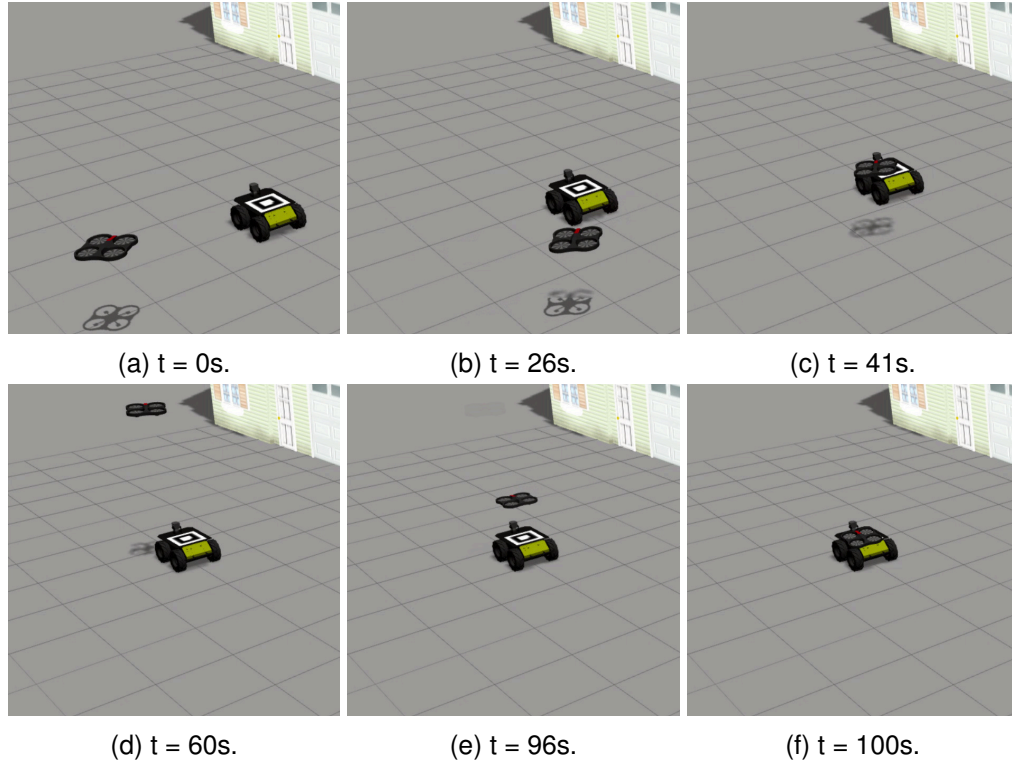 (a) t = 0s.
(b) t = 26s.
(c) t = 41s.
(d) t = 60s.
(e) t = 96s.
(f) t = 100s.